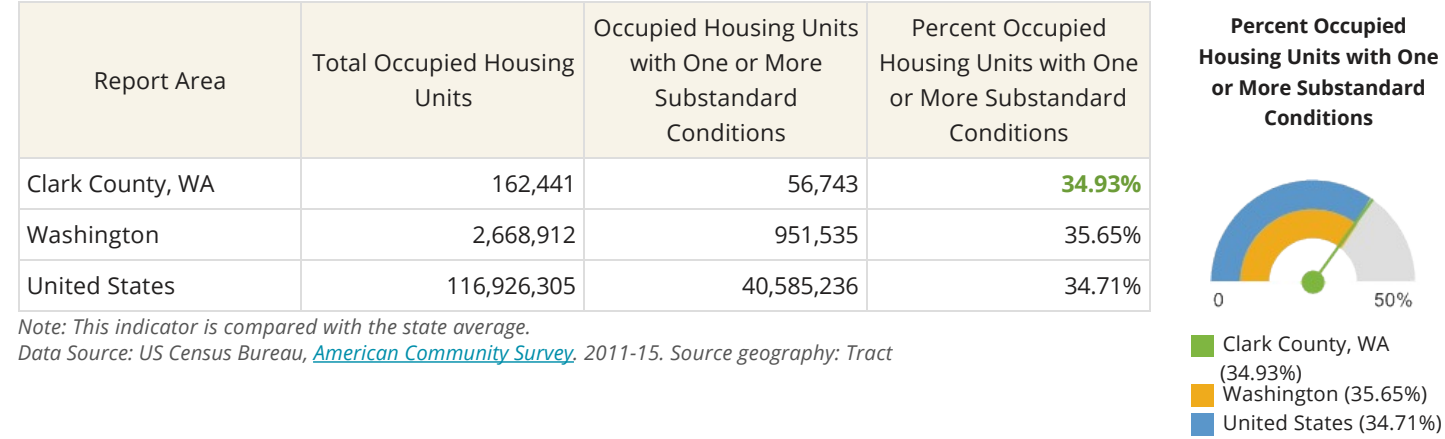 Report Area
Total Occupied Housing
Units
Occupied Housing Units
with One or More
Substandard
Conditions
Percent Occupied
Housing Units with One
or More Substandard
Conditions
Clark County, WA 162,441 56,743 34.93%
Washington 2,668,912 951,535 35.65%
United States 116,926,305 40,585,236 34.71%
Note: This indicator is compared with the state average.
Data Source: US Census Bureau, American Community Survey. 2011-15. Source geography: Tract
Percent Occupied
Housing Units with One
or More Substandard
Conditions
0 50%
Clark County, WA
(34.93%)
Washington (35.65%)
United States (34.71%)